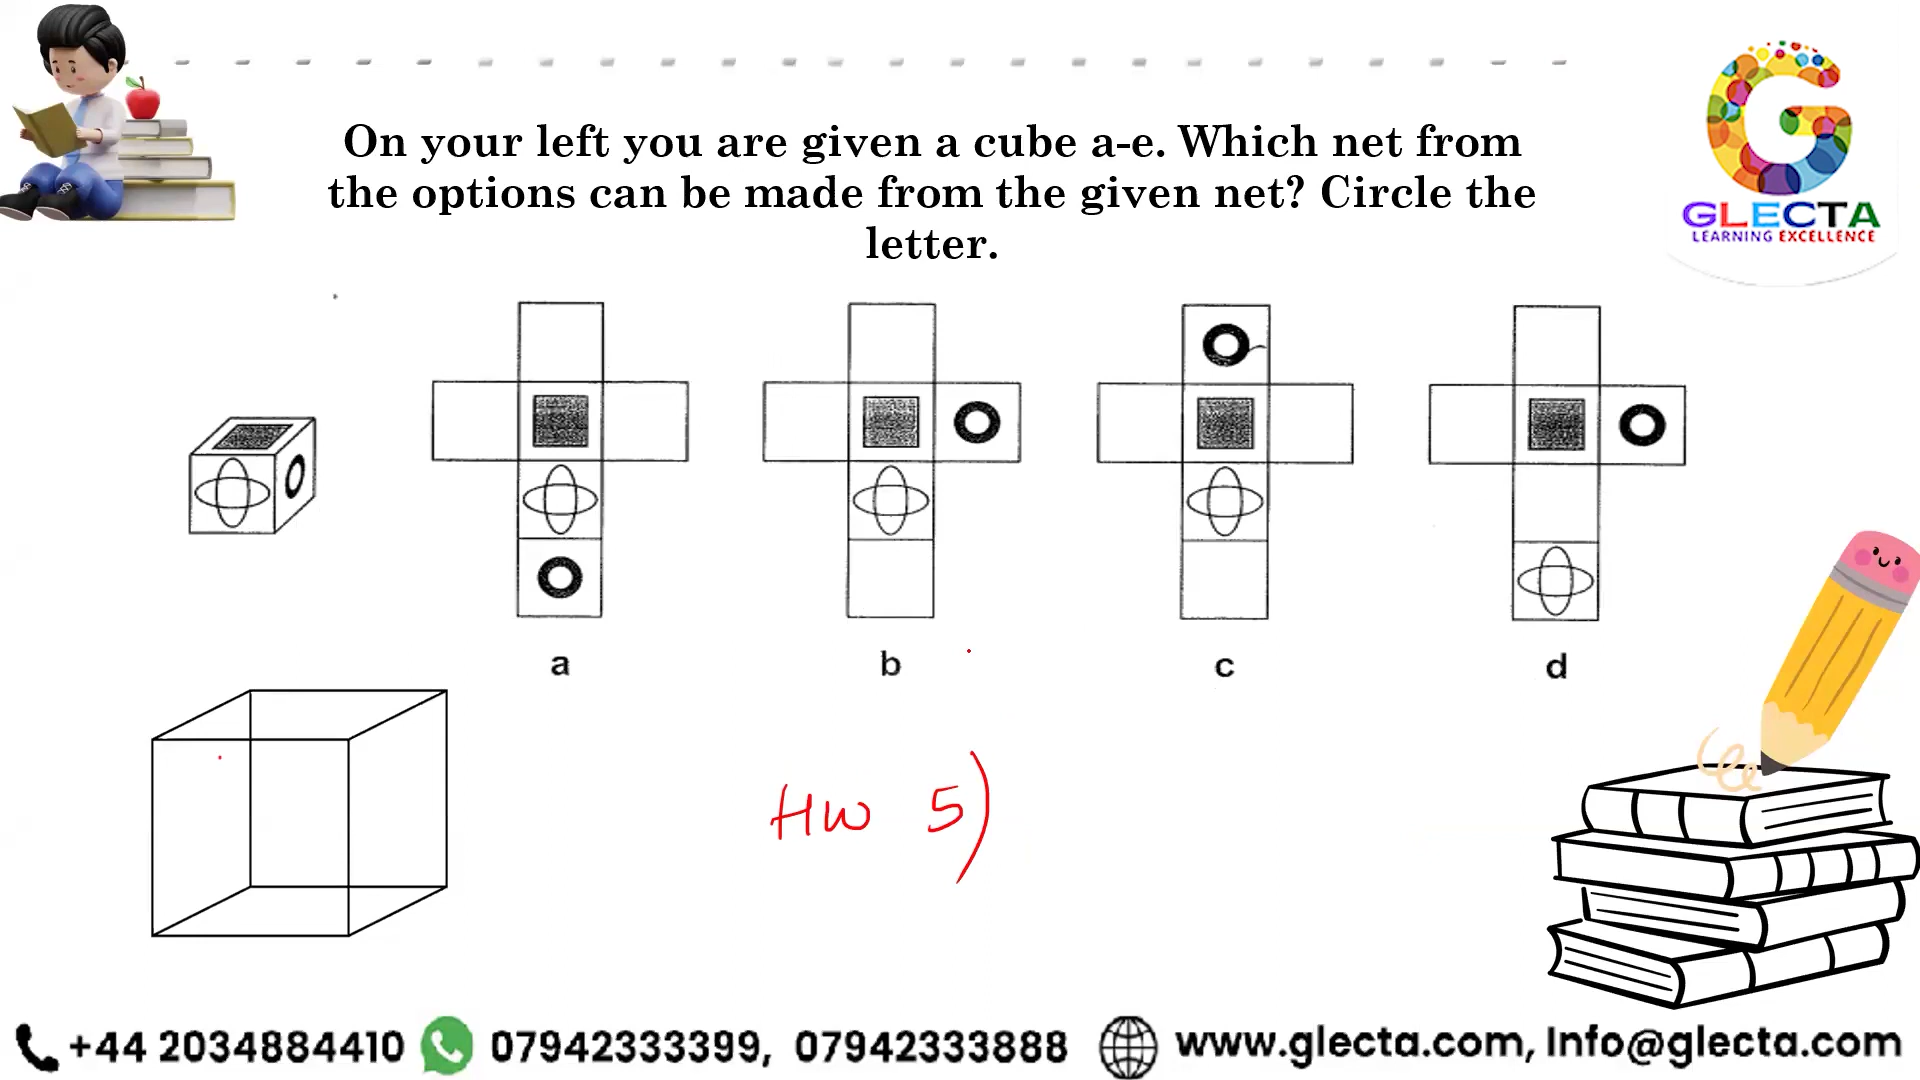 On your left you are given a cube a-e. Which net from
the options can be made from the given net? Circle the
letter.
GLECTA
LEARNING EXCELLENCE
a
b
c
d
HW 5)
+44 2034884410 07942333399, 07942333888 www.glecta.com, Info@glecta.com